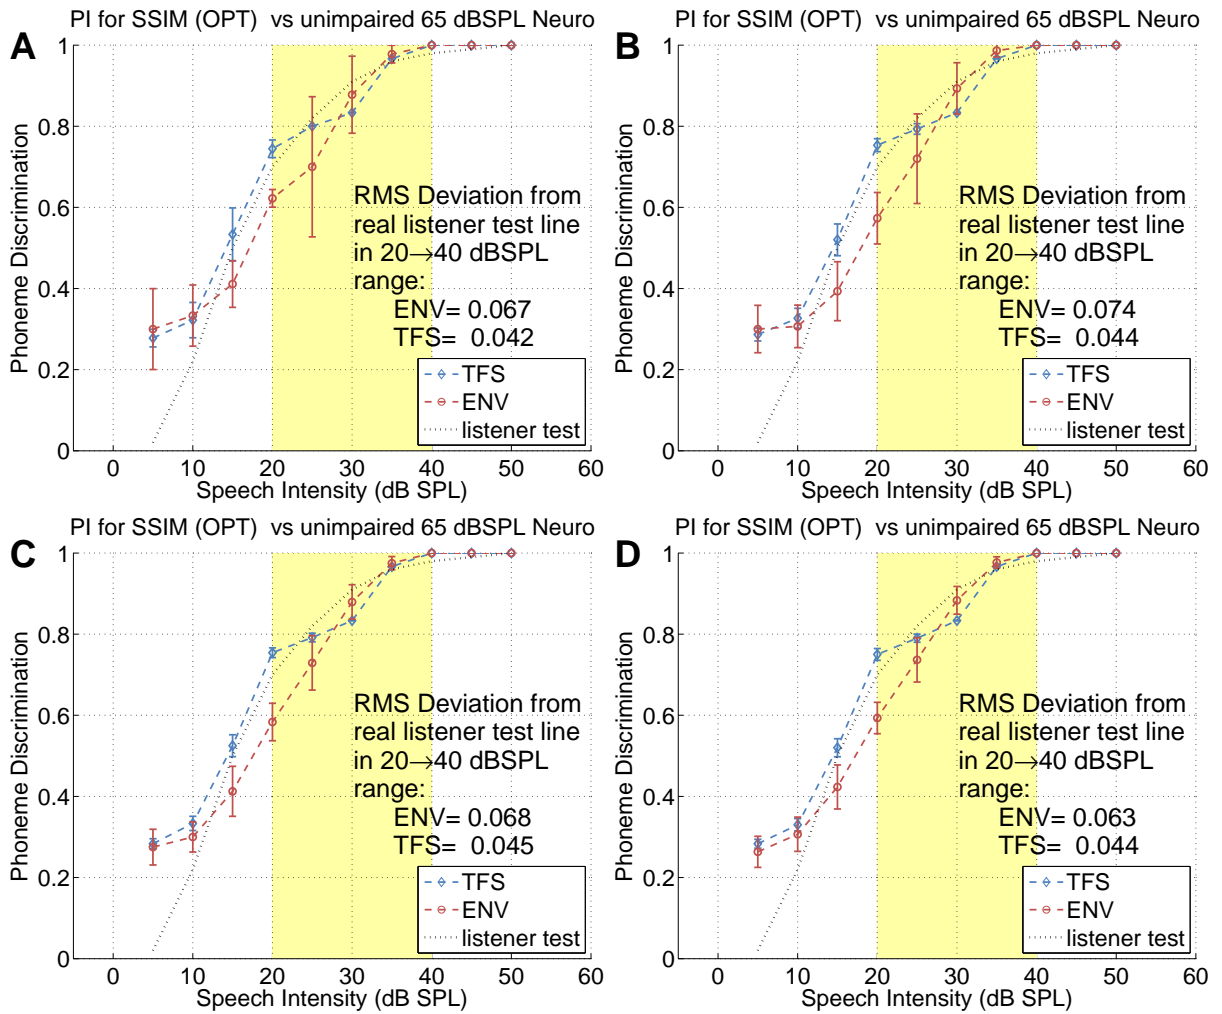 A
PI for SSIM (OPT)  vs unimpaired 65 dBSPL Neuro
1
0.8
0.6
0.4
0.2
0
Phoneme Discrimination
RMS Deviation from
real listener test line
in 20→40 dBSPL
range:
ENV= 0.067
TFS=  0.042
TFS
ENV
listener test
0 10 20 30 40 50 60
Speech Intensity (dB SPL)
B
PI for SSIM (OPT)  vs unimpaired 65 dBSPL Neuro
1
0.8
0.6
0.4
0.2
0
Phoneme Discrimination
RMS Deviation from
real listener test line
in 20→40 dBSPL
range:
ENV= 0.074
TFS=  0.044
TFS
ENV
listener test
0 10 20 30 40 50 60
Speech Intensity (dB SPL)
C
PI for SSIM (OPT)  vs unimpaired 65 dBSPL Neuro
1
0.8
0.6
0.4
0.2
0
Phoneme Discrimination
RMS Deviation from
real listener test line
in 20→40 dBSPL
range:
ENV= 0.068
TFS=  0.045
TFS
ENV
listener test
0 10 20 30 40 50 60
Speech Intensity (dB SPL)
D
PI for SSIM (OPT)  vs unimpaired 65 dBSPL Neuro
1
0.8
0.6
0.4
0.2
0
Phoneme Discrimination
RMS Deviation from
real listener test line
in 20→40 dBSPL
range:
ENV= 0.063
TFS=  0.044
TFS
ENV
listener test
0 10 20 30 40 50 60
Speech Intensity (dB SPL)